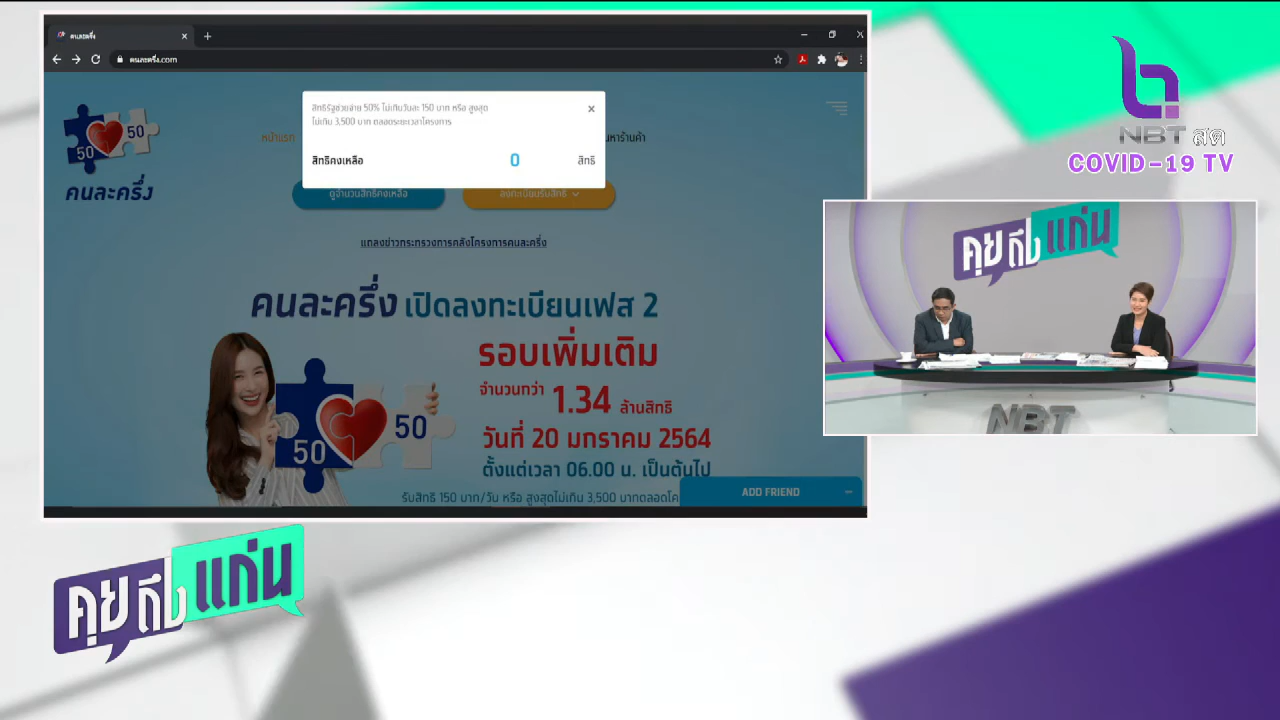 คนละครึ่ง
คนละครึ่ง.com
สิทธิรัฐช่วยจ่าย 50% ไม่เกินวันละ 150 บาท หรือ สูงสุด
ไม่เกิน 3,500 บาท ตลอดระยะเวลาโครงการ
สิทธิคงเหลือ 0 สิทธิ
50 50
คนละครึ่ง
หน้าแรก
หาร้านค้า
ดูจำนวนสิทธิคงเหลือ
ลงทะเบียนรับสิทธิ
แถลงข่าวกระทรวงการคลังโครงการคนละครึ่ง
คนละครึ่ง เปิดลงทะเบียนเฟส 2
รอบเพิ่มเติม
จำนวนกว่า 1.34 ล้านสิทธิ
วันที่ 20 มกราคม 2564
ตั้งแต่เวลา 06.00 น. เป็นต้นไป
50 50
รับสิทธิ 150 บาท/วัน หรือ สูงสุดไม่เกิน 3,500 บาทตลอดโค
ADD FRIEND
NBT สด
COVID-19 TV
คุยถึงแก่น
NBT
คุยถึงแก่น